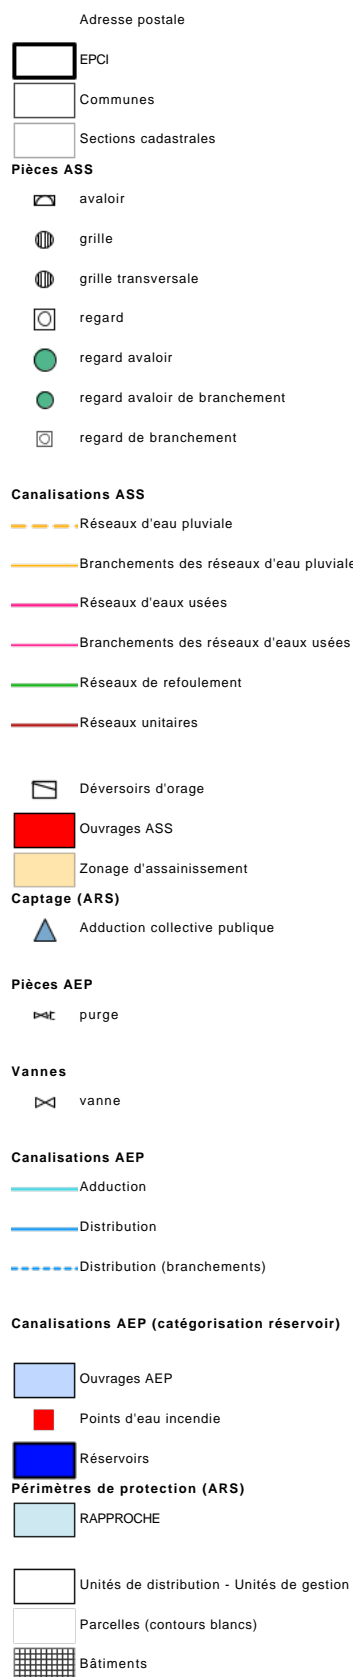 Adresse postale
EPCI
Communes
Sections cadastrales
Pièces ASS
avaloir
grille
grille transversale
regard
regard avaloir
regard avaloir de branchement
regard de branchement
Canalisations ASS
Réseaux d'eau pluviale
Branchements des réseaux d'eau pluviale
Réseaux d'eaux usées
Branchements des réseaux d'eaux usées
Réseaux de refoulement
Réseaux unitaires
Déversoirs d'orage
Ouvrages ASS
Zonage d'assainissement
Captage (ARS)
Adduction collective publique
Pièces AEP
purge
Vannes
vanne
Canalisations AEP
Adduction
Distribution
Distribution (branchements)
Canalisations AEP (catégorisation réservoir)
Ouvrages AEP
Points d'eau incendie
Réservoirs
Périmètres de protection (ARS)
RAPPROCHE
Unités de distribution - Unités de gestion
Parcelles (contours blancs)
Bâtiments